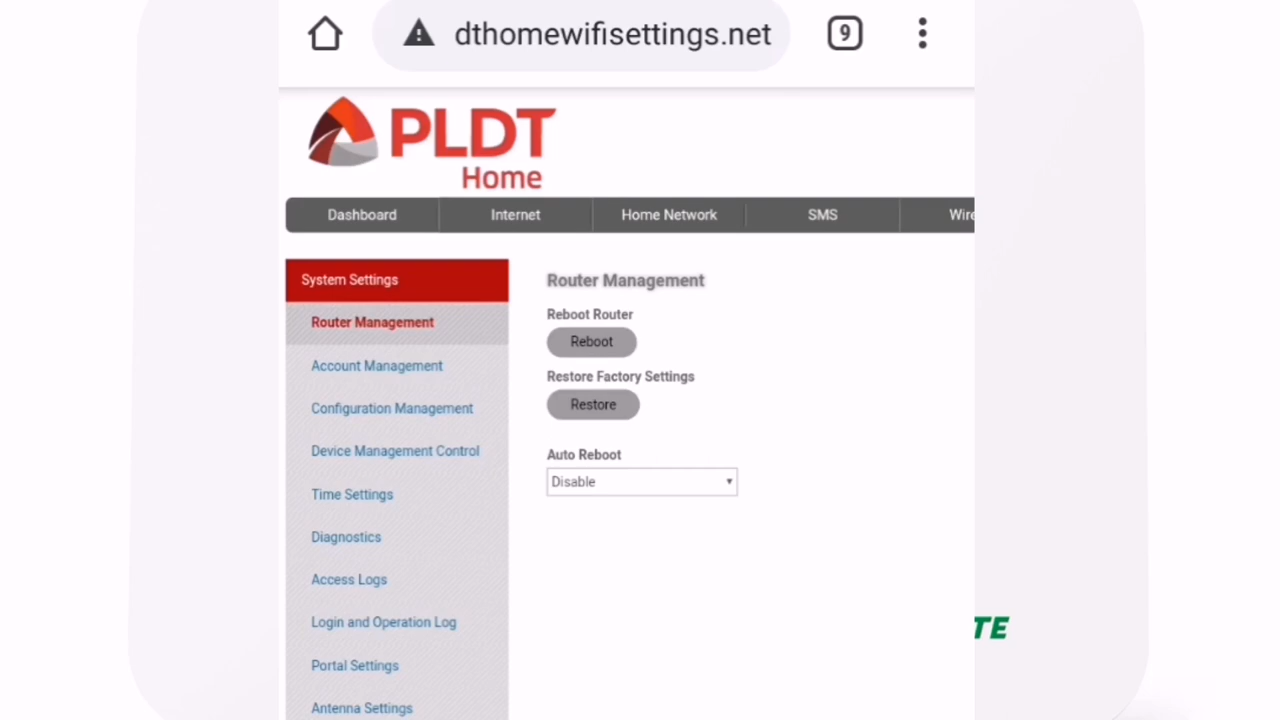 dthomewifisettings.net
9
PLDT
Home
Dashboard Internet Home Network SMS Wire
System Settings
Router Management
Account Management
Configuration Management
Device Management Control
Time Settings
Diagnostics
Access Logs
Login and Operation Log
Portal Settings
Antenna Settings
Router Management
Reboot Router
Reboot
Restore Factory Settings
Restore
Auto Reboot
Disable
TE